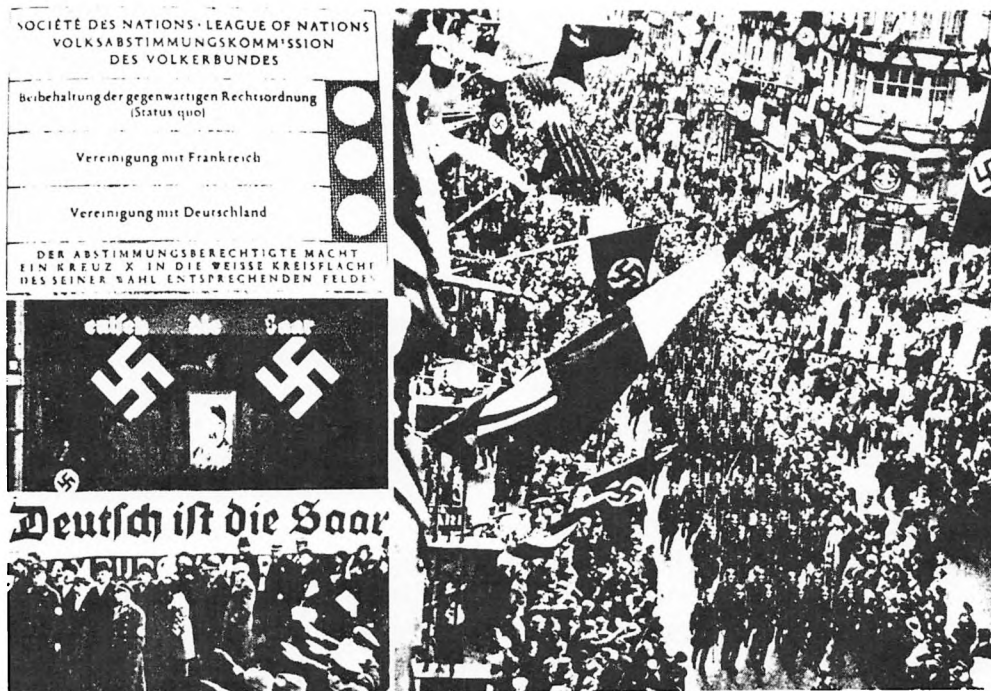 SOCIÉTÉ DES NATIONS · LEAGUE OF NATIONS
VOLKSABSTIMMUNGSKOMMISSION
DES VOLKERBUNDES
Beibehaltung der gegenwärtigen Rechtsordnung
(Status quo)
Vereinigung mit Frankreich
Vereinigung mit Deutschland
DER ABSTIMMUNGSBERECHTIGTE MACHT
EIN KREUZ X IN DIE WEISSE KREISFLÄCHE
DES SEINER WAHL ENTSPRECHENDEN FELDES
die Saar
Deutsch ist die Saar